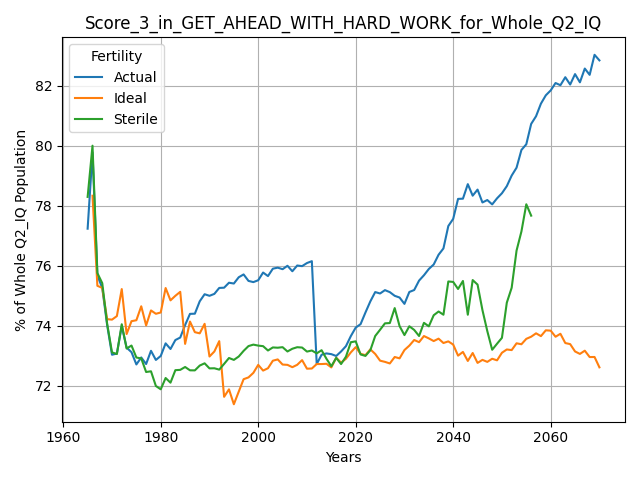 Score_3_in_GET_AHEAD_WITH_HARD_WORK_for_Whole_Q2_IQ
Fertility
Actual
Ideal
Sterile
% of Whole Q2_IQ Population
82
80
78
76
74
72
1960 1980 2000 2020 2040 2060
Years